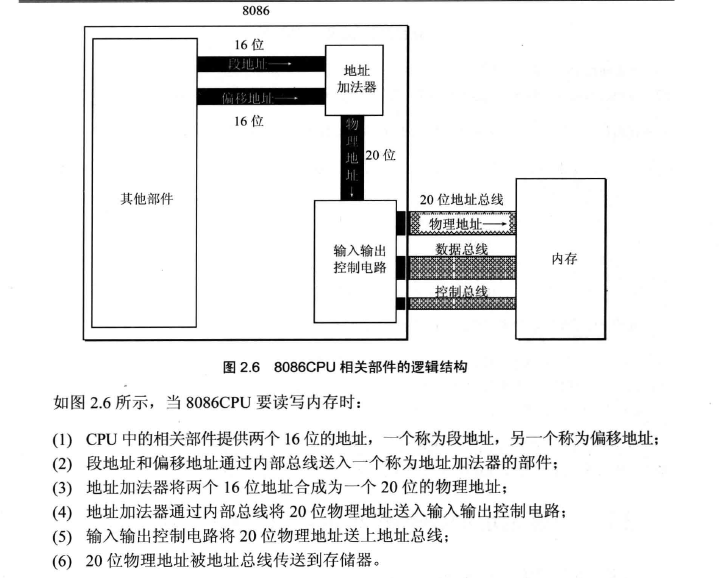 8086
16 位
段地址→
偏移地址→
16 位
地址
加法器
物理地址→
20 位
其他部件
输入输出
控制电路
20 位地址总线
物理地址→
数据总线
控制总线
内存
图 2.6 8086CPU 相关部件的逻辑结构
如图 2.6 所示，当 8086CPU 要读写内存时：
(1) CPU 中的相关部件提供两个 16 位的地址，一个称为段地址，另一个称为偏移地址；
(2) 段地址和偏移地址通过内部总线送入一个称为地址加法器的部件；
(3) 地址加法器将两个 16 位地址合成为一个 20 位的物理地址；
(4) 地址加法器通过内部总线将 20 位物理地址送入输入输出控制电路；
(5) 输入输出控制电路将 20 位物理地址送上地址总线；
(6) 20 位物理地址被地址总线传送到存储器。